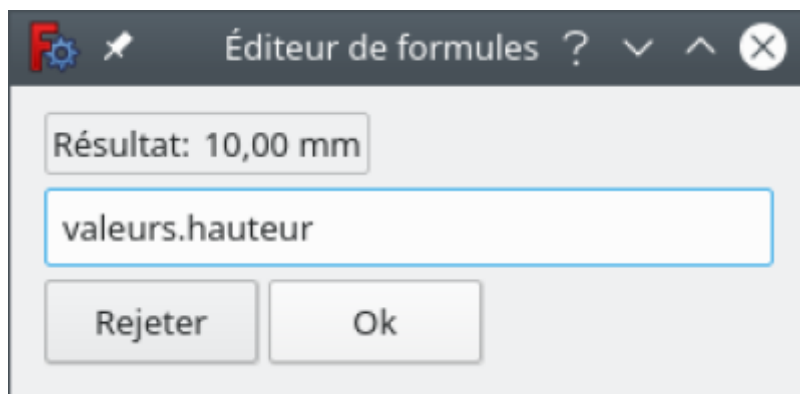 Éditeur de formules ?
Résultat: 10,00 mm
valeurs.hauteur
Rejeter Ok